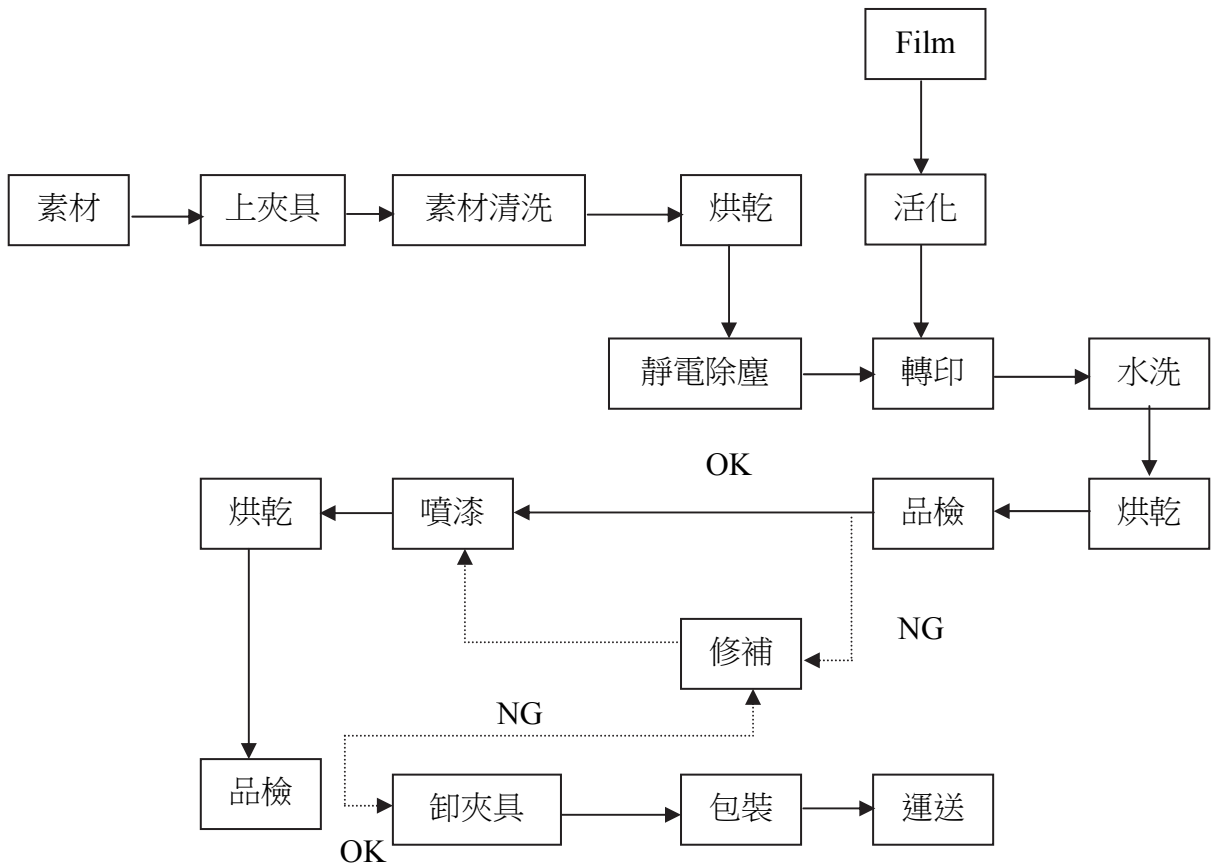 Film
素材
上夾具
素材清洗
烘乾
活化
靜電除塵
轉印
水洗
OK
烘乾
噴漆
品檢
烘乾
修補
NG
NG
品檢
卸夾具
包裝
運送
OK